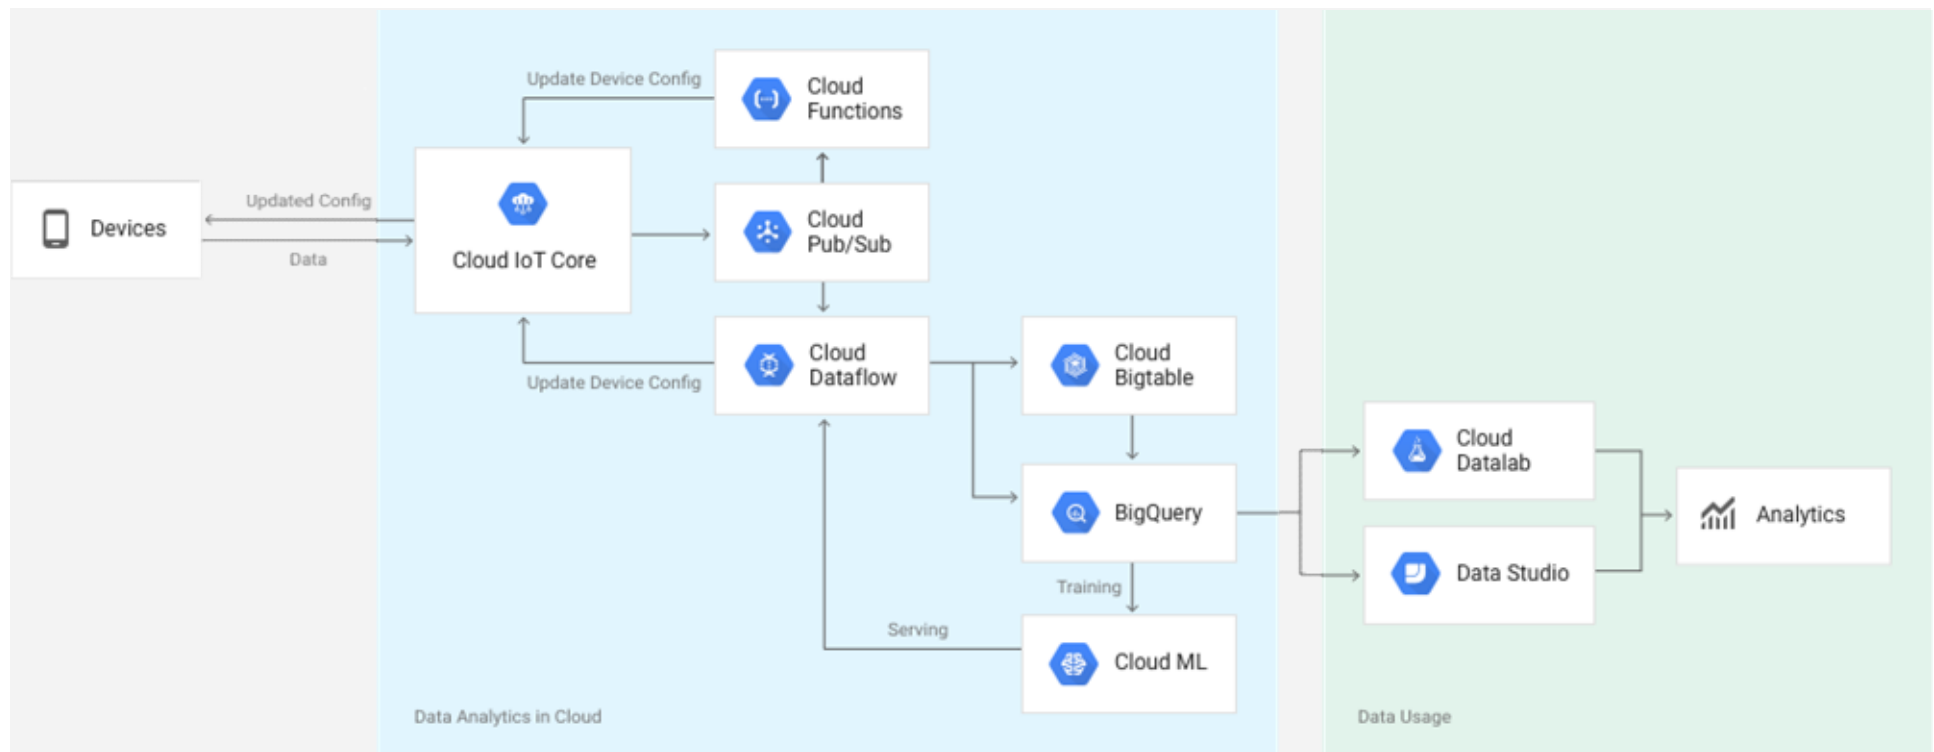 Update Device Config
Cloud
Functions
Devices
Updated Config
Data
Cloud IoT Core
Cloud
Pub/Sub
Update Device Config
Cloud
Dataflow
Cloud
Bigtable
BigQuery
Training
Serving
Cloud ML
Cloud
Datalab
Data Studio
Analytics
Data Analytics in Cloud
Data Usage